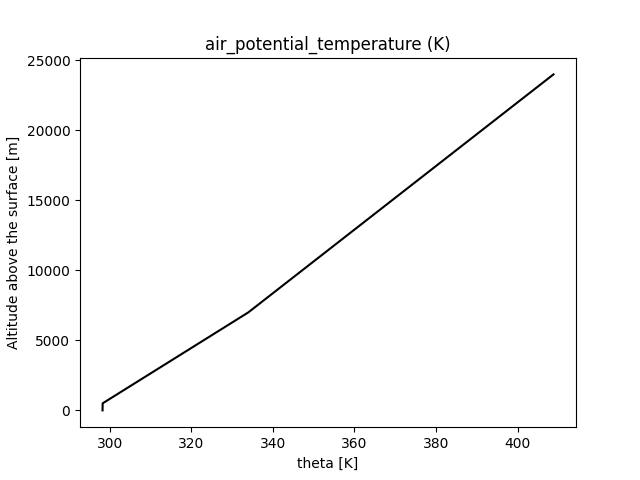 air_potential_temperature (K)
25000
20000
15000
10000
5000
0
Altitude above the surface [m]
300 320 340 360 380 400
theta [K]